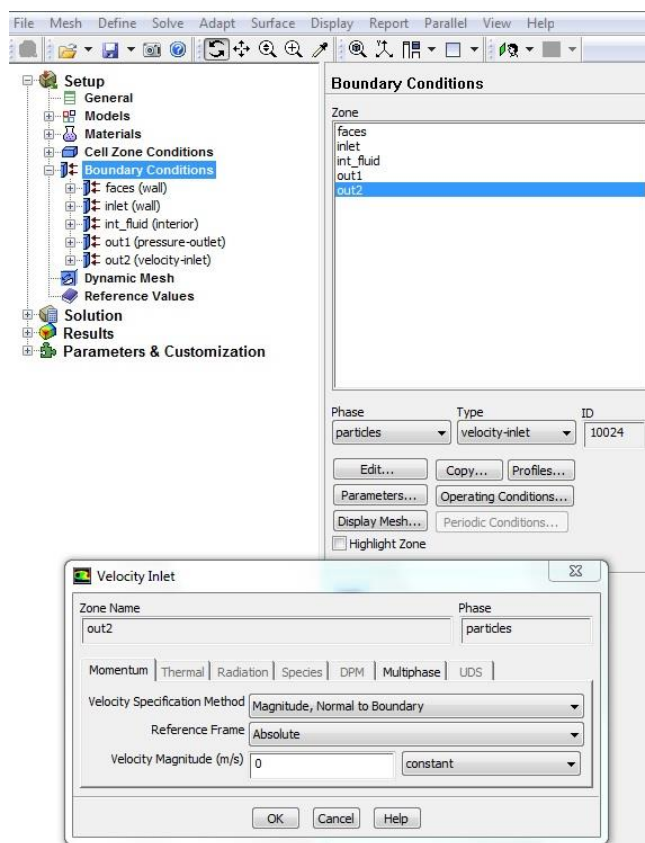 File Mesh Define Solve Adapt Surface Display Report Parallel View Help
Setup
General
Models
Materials
Cell Zone Conditions
Boundary Conditions
faces (wall)
inlet (wall)
int_fluid (interior)
out1 (pressure-outlet)
out2 (velocity-inlet)
Dynamic Mesh
Reference Values
Solution
Results
Parameters & Customization
Boundary Conditions
Zone
faces
inlet
int_fluid
out1
out2
Phase Type ID
particles velocity-inlet 10024
Edit... Copy... Profiles...
Parameters... Operating Conditions...
Display Mesh... Periodic Conditions...
Highlight Zone
Velocity Inlet
Zone Name Phase
out2 particles
Momentum Thermal Radiation Species DPM Multiphase UDS
Velocity Specification Method Magnitude, Normal to Boundary
Reference Frame Absolute
Velocity Magnitude (m/s) 0 constant
OK Cancel Help